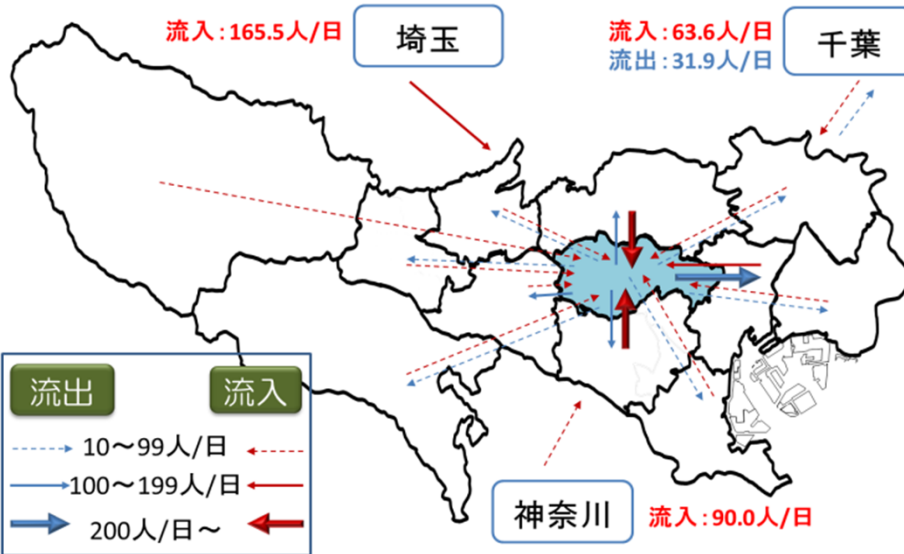 流入：165.5人/日
埼玉
流入：63.6人/日
流出：31.9人/日
千葉
流出
流入
10～99人/日
100～199人/日
200人/日～
神奈川
流入：90.0人/日